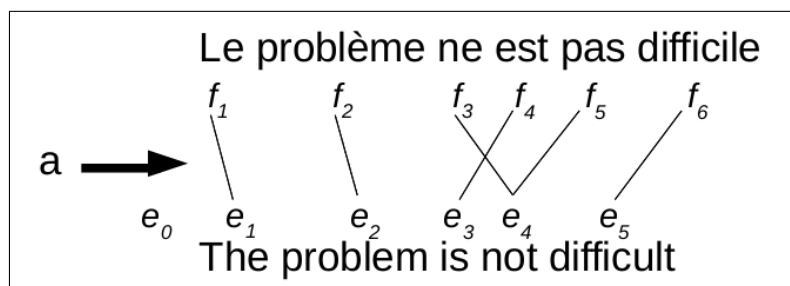 Le problème ne est pas difficile
f1 f2 f3 f4 f5 f6
a
e0 e1 e2 e3 e4 e5
The problem is not difficult